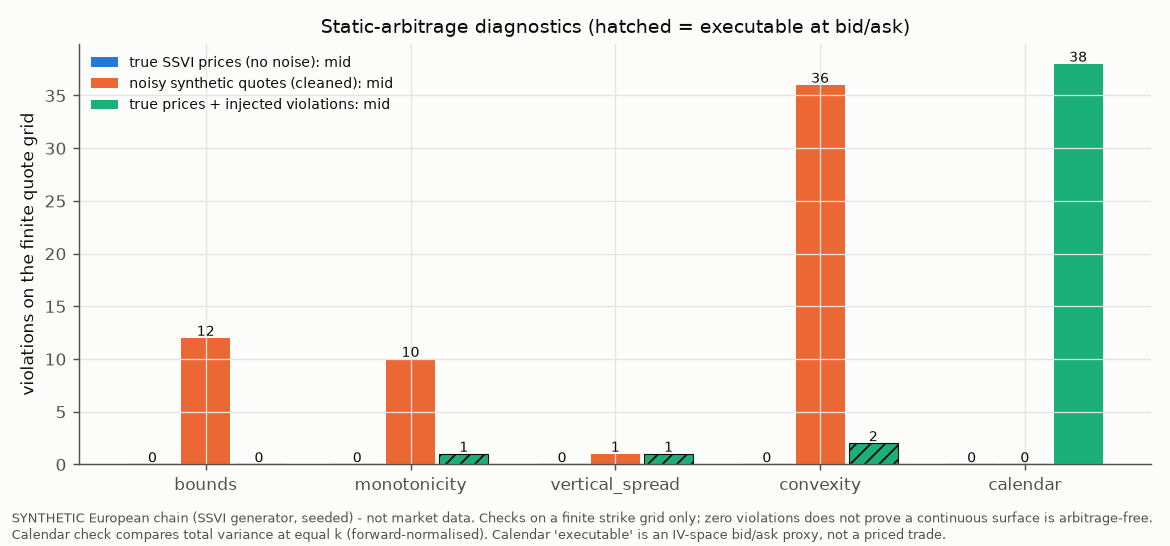 Static-arbitrage diagnostics (hatched = executable at bid/ask)
true SSVI prices (no noise): mid
noisy synthetic quotes (cleaned): mid
true prices + injected violations: mid
violations on the finite quote grid
35
30
25
20
15
10
5
0
0
12
0
0
10
1
0
1
1
0
36
2
0
0
38
bounds
monotonicity
vertical_spread
convexity
calendar
SYNTHETIC European chain (SSVI generator, seeded) - not market data. Checks on a finite strike grid only; zero violations does not prove a continuous surface is arbitrage-free.
Calendar check compares total variance at equal k (forward-normalised). Calendar 'executable' is an IV-space bid/ask proxy, not a priced trade.